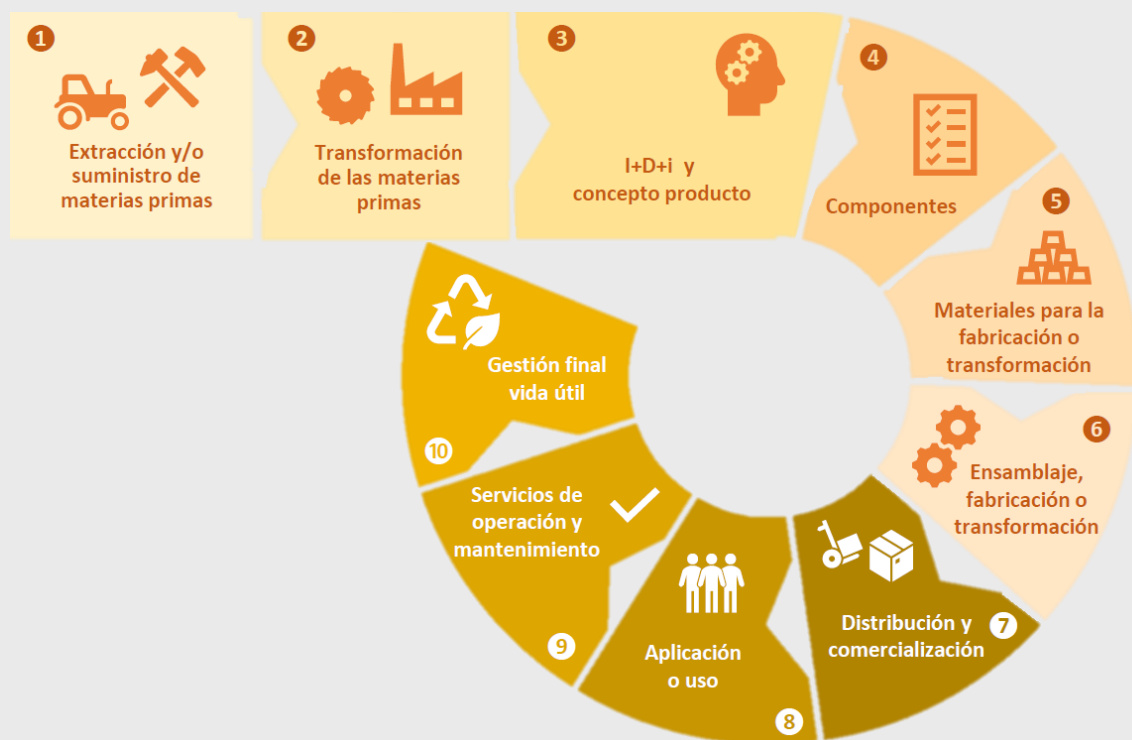 1
Extracción y/o
suministro de
materias primas
2
Transformación
de las materias
primas
3
I+D+i y
concepto producto
4
Componentes
5
Materiales para la
fabricación o
transformación
6
Ensamblaje,
fabricación o
transformación
7
Distribución y
comercialización
8
Aplicación
o uso
9
Servicios de
operación y
mantenimiento
10
Gestión final
vida útil